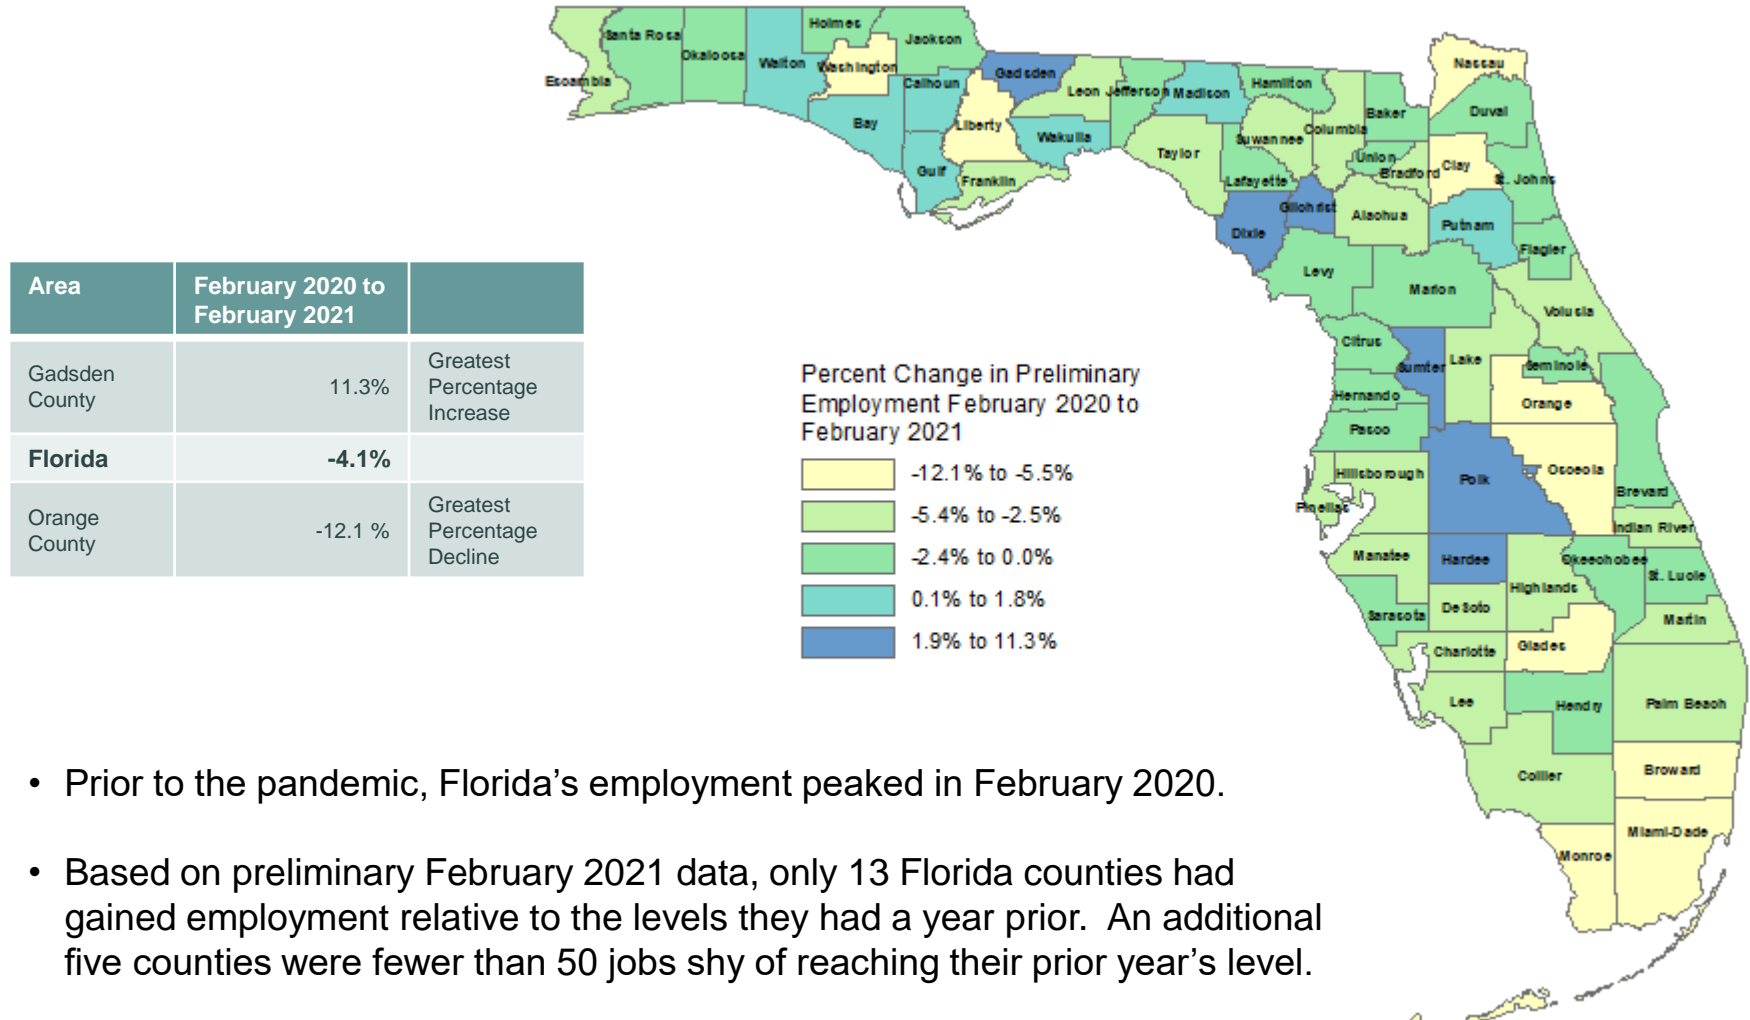 Area
February 2020 to
February 2021
Gadsden
County
11.3%
Greatest
Percentage
Increase
Florida
-4.1%
Orange
County
-12.1 %
Greatest
Percentage
Decline
Percent Change in Preliminary
Employment February 2020 to
February 2021
-12.1% to -5.5%
-5.4% to -2.5%
-2.4% to 0.0%
0.1% to 1.8%
1.9% to 11.3%
Escambia
Santa Rosa
Okaloosa
Walton
Holmes
Washington
Jackson
Calhoun
Bay
Gulf
Liberty
Gadsden
Franklin
Leon
Wakulla
Jefferson
Madison
Taylor
Hamilton
Suwannee
Lafayette
Columbia
Baker
Union
Bradford
Nassau
Duval
Clay
St. Johns
Gilchrist
Dixie
Alachua
Putnam
Flagler
Levy
Marion
Volusia
Citrus
Sumter
Lake
Seminole
Hernando
Orange
Pasco
Hillsborough
Pinellas
Polk
Osceola
Brevard
Indian River
Manatee
Hardee
Highlands
Okeechobee
St. Lucie
Sarasota
DeSoto
Martin
Charlotte
Glades
Lee
Hendry
Palm Beach
Collier
Broward
Miami-Dade
Monroe
• Prior to the pandemic, Florida’s employment peaked in February 2020.
• Based on preliminary February 2021 data, only 13 Florida counties had
gained employment relative to the levels they had a year prior.  An additional
five counties were fewer than 50 jobs shy of reaching their prior year’s level.